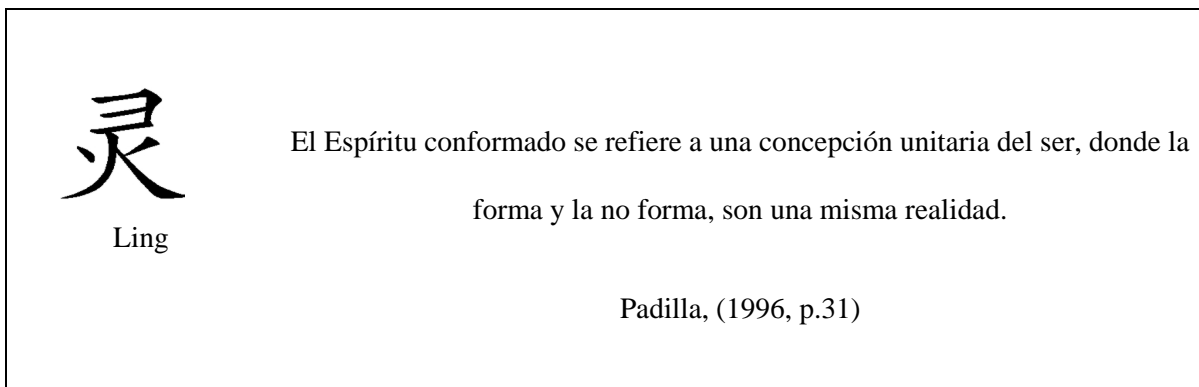 灵
Ling
El Espíritu conformado se refiere a una concepción unitaria del ser, donde la
forma y la no forma, son una misma realidad.
Padilla, (1996, p.31)